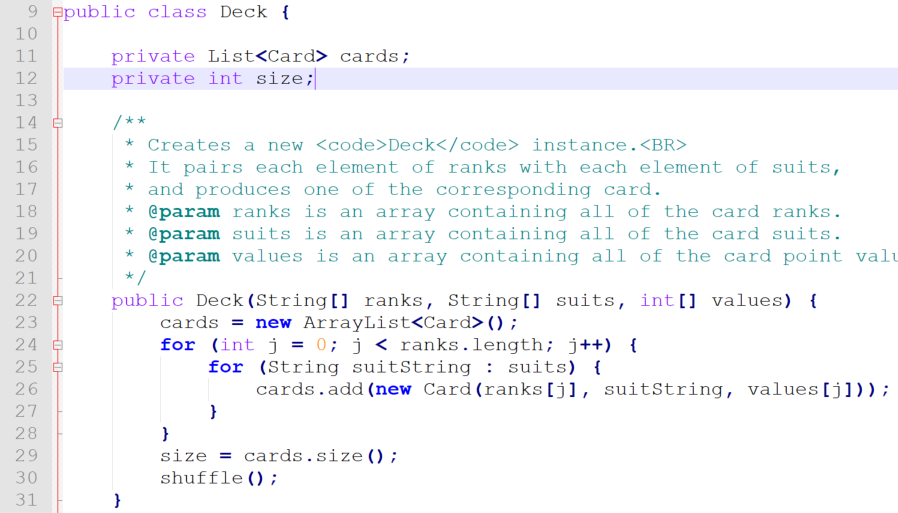 9 public class Deck {
10
11     private List<Card> cards;
12     private int size;
13
14     /**
15      * Creates a new <code>Deck</code> instance.<BR>
16      * It pairs each element of ranks with each element of suits,
17      * and produces one of the corresponding card.
18      * @param ranks is an array containing all of the card ranks.
19      * @param suits is an array containing all of the card suits.
20      * @param values is an array containing all of the card point valu
21      */
22     public Deck(String[] ranks, String[] suits, int[] values) {
23         cards = new ArrayList<Card>();
24         for (int j = 0; j < ranks.length; j++) {
25             for (String suitString : suits) {
26                 cards.add(new Card(ranks[j], suitString, values[j]));
27             }
28         }
29         size = cards.size();
30         shuffle();
31     }